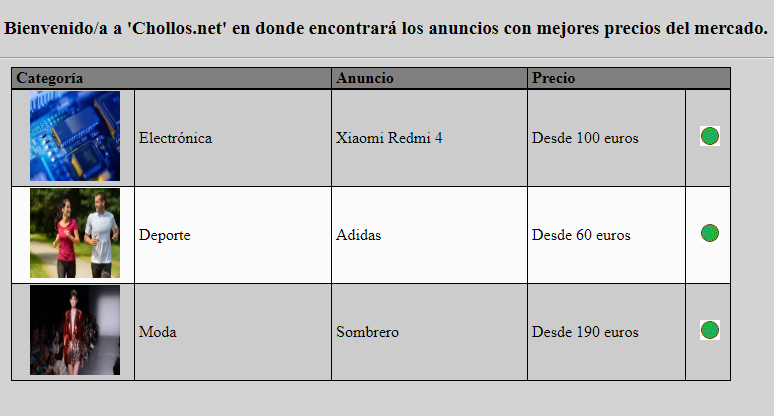 Bienvenido/a a 'Chollos.net' en donde encontrará los anuncios con mejores precios del mercado.
Categoría Anuncio Precio
Electrónica Xiaomi Redmi 4 Desde 100 euros
Deporte Adidas Desde 60 euros
Moda Sombrero Desde 190 euros